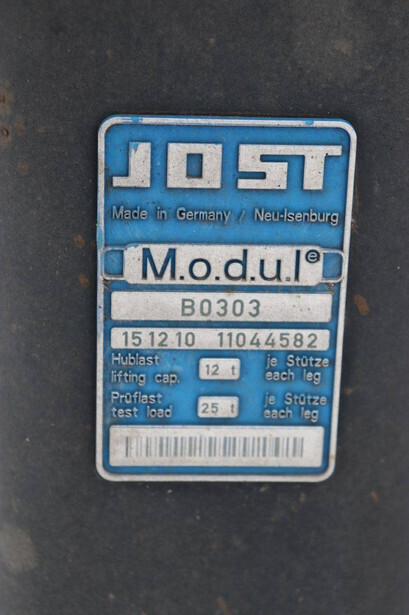 JOST
Made in Germany / Neu-Isenburg
M.o.d.u.l®
B0303
15 12 10 11044582
Hublast 12 t je Stütze
lifting cap. each leg
Prüflast 25 t je Stütze
test load each leg